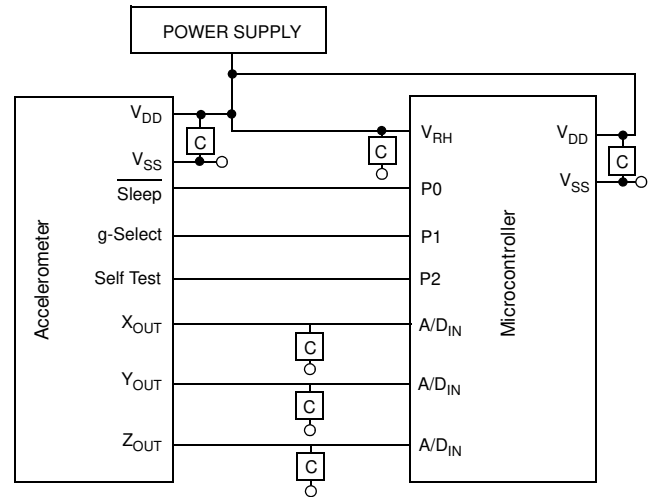 POWER SUPPLY
Accelerometer
V_DD
V_SS
Sleep
g-Select
Self Test
X_OUT
Y_OUT
Z_OUT
C
C
C
C
C
C
V_RH
P0
P1
P2
A/D_IN
A/D_IN
A/D_IN
Microcontroller
V_DD
V_SS